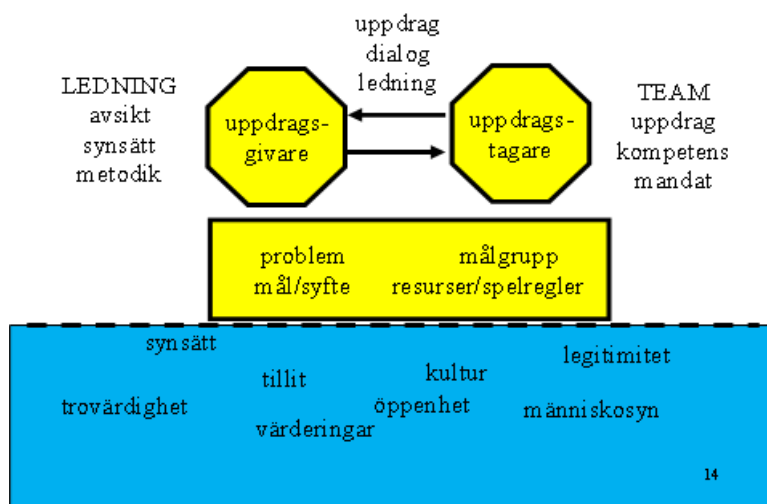 uppdrag
dialog
ledning
LEDNING
avsikt
synsätt
metodik
uppdrags-
givare
uppdrags-
tagare
TEAM
uppdrag
kompetens
mandat
problem
mål/syfte
målgrupp
resurser/spelregler
synsätt
legitimitet
tillit
kultur
trovärdighet
öppenhet
människosyn
värderingar
14